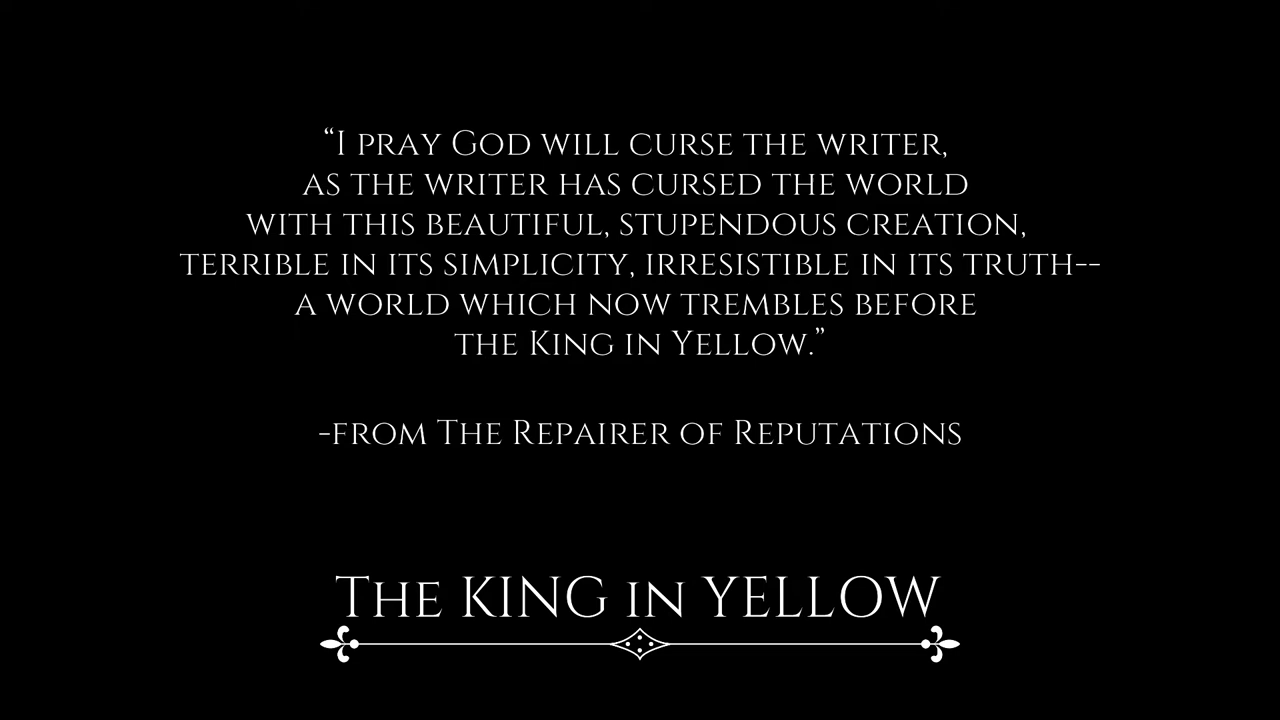 “I pray God will curse the writer,
as the writer has cursed the world
with this beautiful, stupendous creation,
terrible in its simplicity, irresistible in its truth--
a world which now trembles before
the King in Yellow.”
-from The Repairer of Reputations
The KING in YELLOW